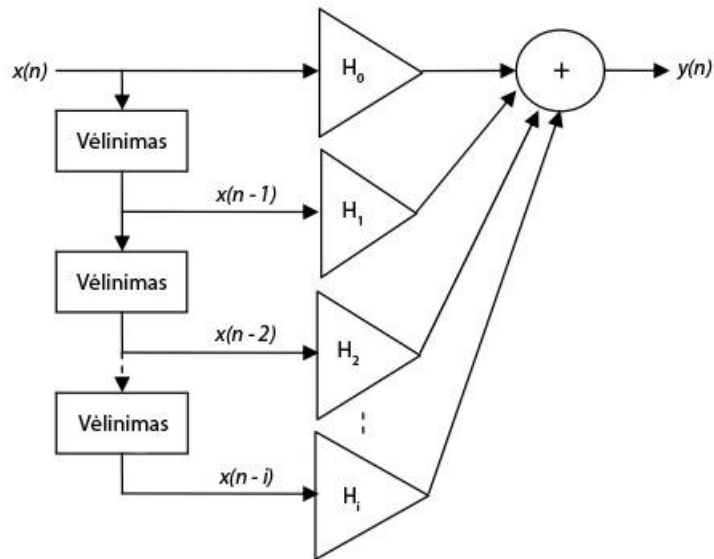 x(n)
H₀
+
y(n)
Vėlinimas
x(n - 1)
H₁
Vėlinimas
x(n - 2)
H₂
Vėlinimas
x(n - i)
Hᵢ